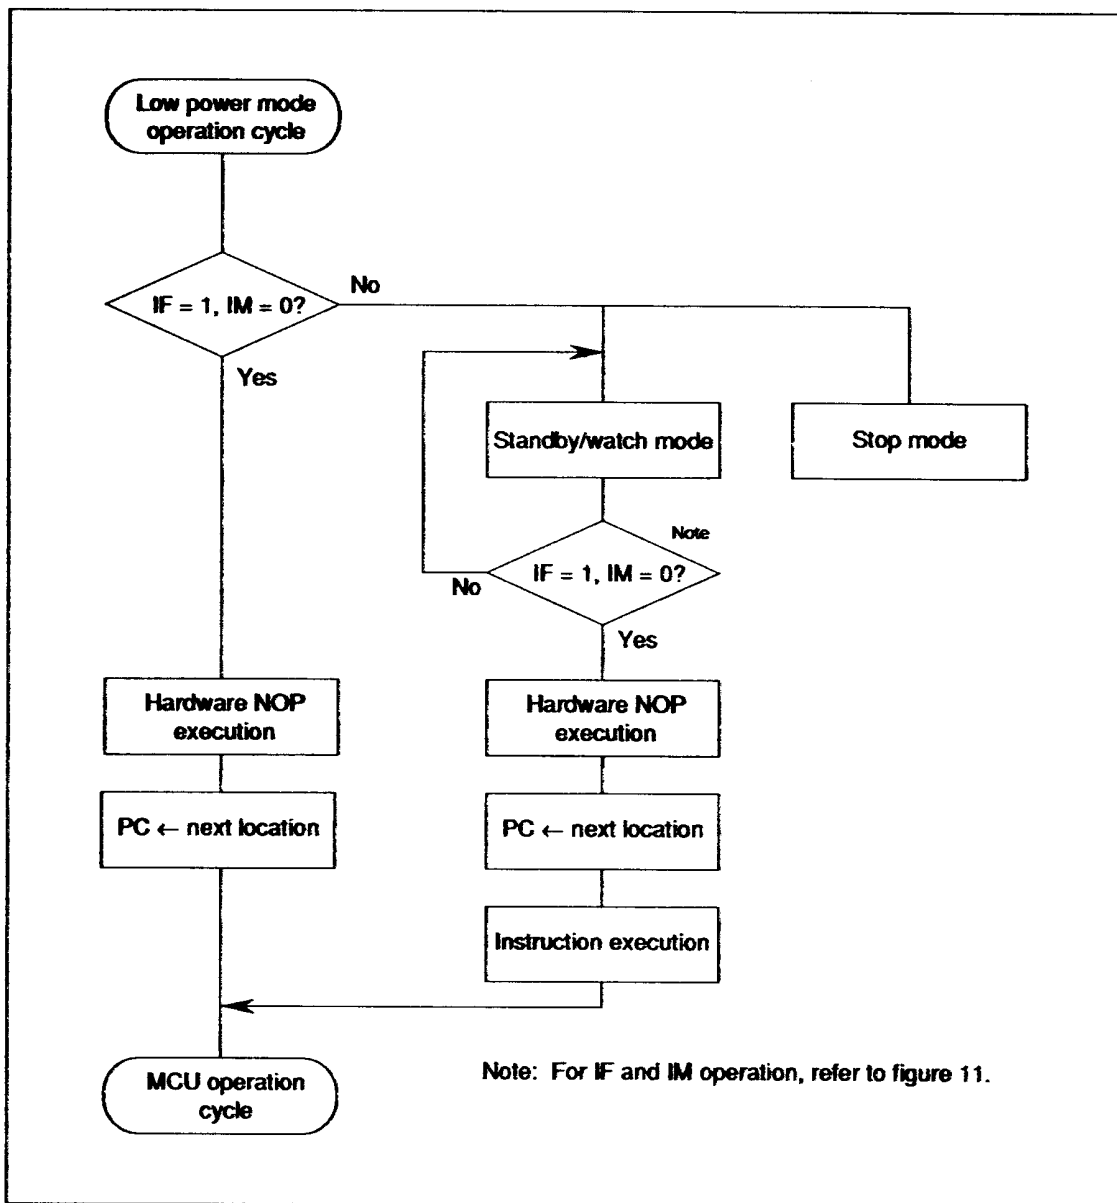 Low power mode
operation cycle
IF = 1, IM = 0?
No
Yes
Standby/watch mode
Stop mode
Note
IF = 1, IM = 0?
No
Yes
Hardware NOP
execution
Hardware NOP
execution
PC ← next location
PC ← next location
Instruction execution
MCU operation
cycle
Note: For IF and IM operation, refer to figure 11.